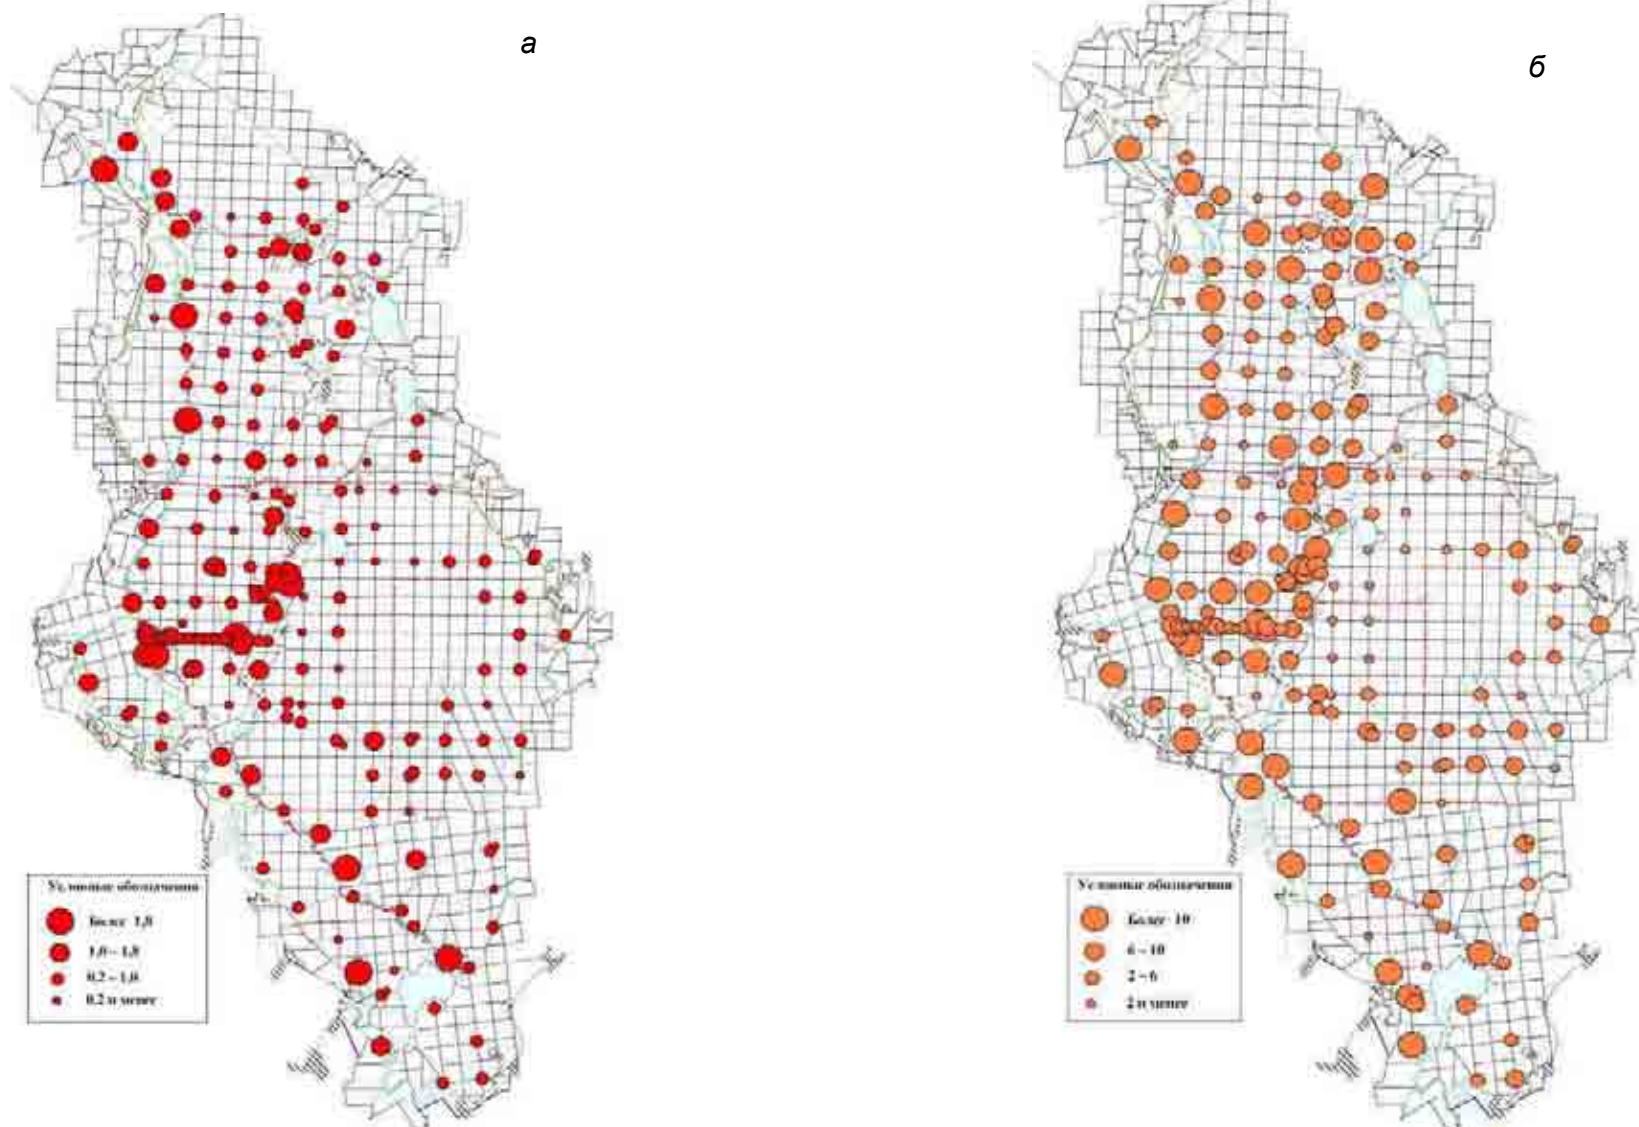 а
б
Условные обозначения
Более 1,8
1,0 – 1,8
0.2 – 1,0
0.2 и менее
Условные обозначения
Более 10
6 – 10
2 – 6
2 и менее